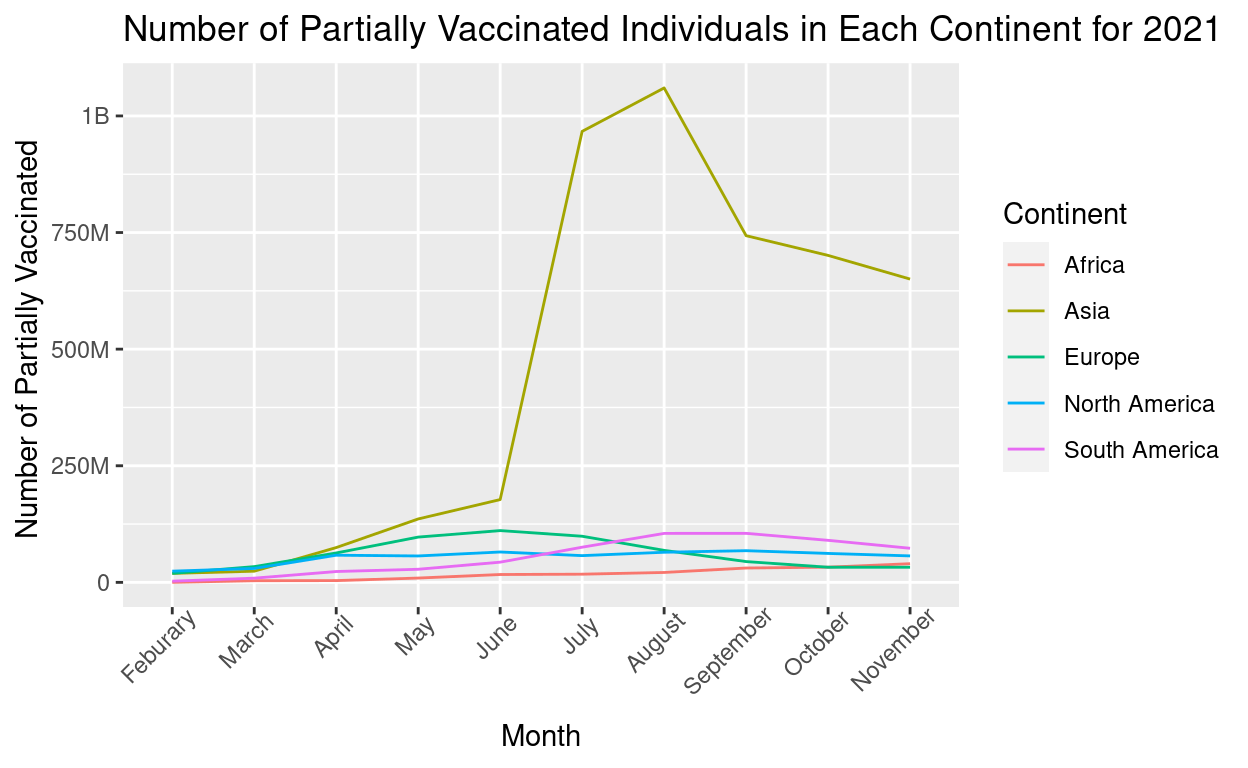 Number of Partially Vaccinated Individuals in Each Continent for 2021
Number of Partially Vaccinated
1B
750M
500M
250M
0
Feburary
March
April
May
June
July
August
September
October
November
Month
Continent
Africa
Asia
Europe
North America
South America